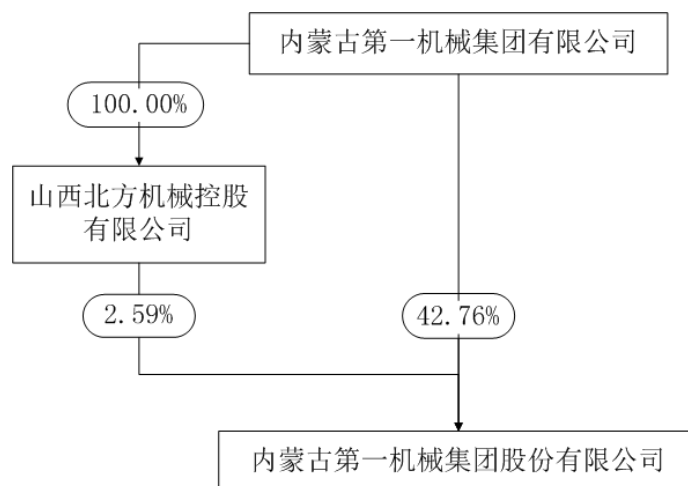 内蒙古第一机械集团有限公司
100.00%
山西北方机械控股
有限公司
2.59%
42.76%
内蒙古第一机械集团股份有限公司